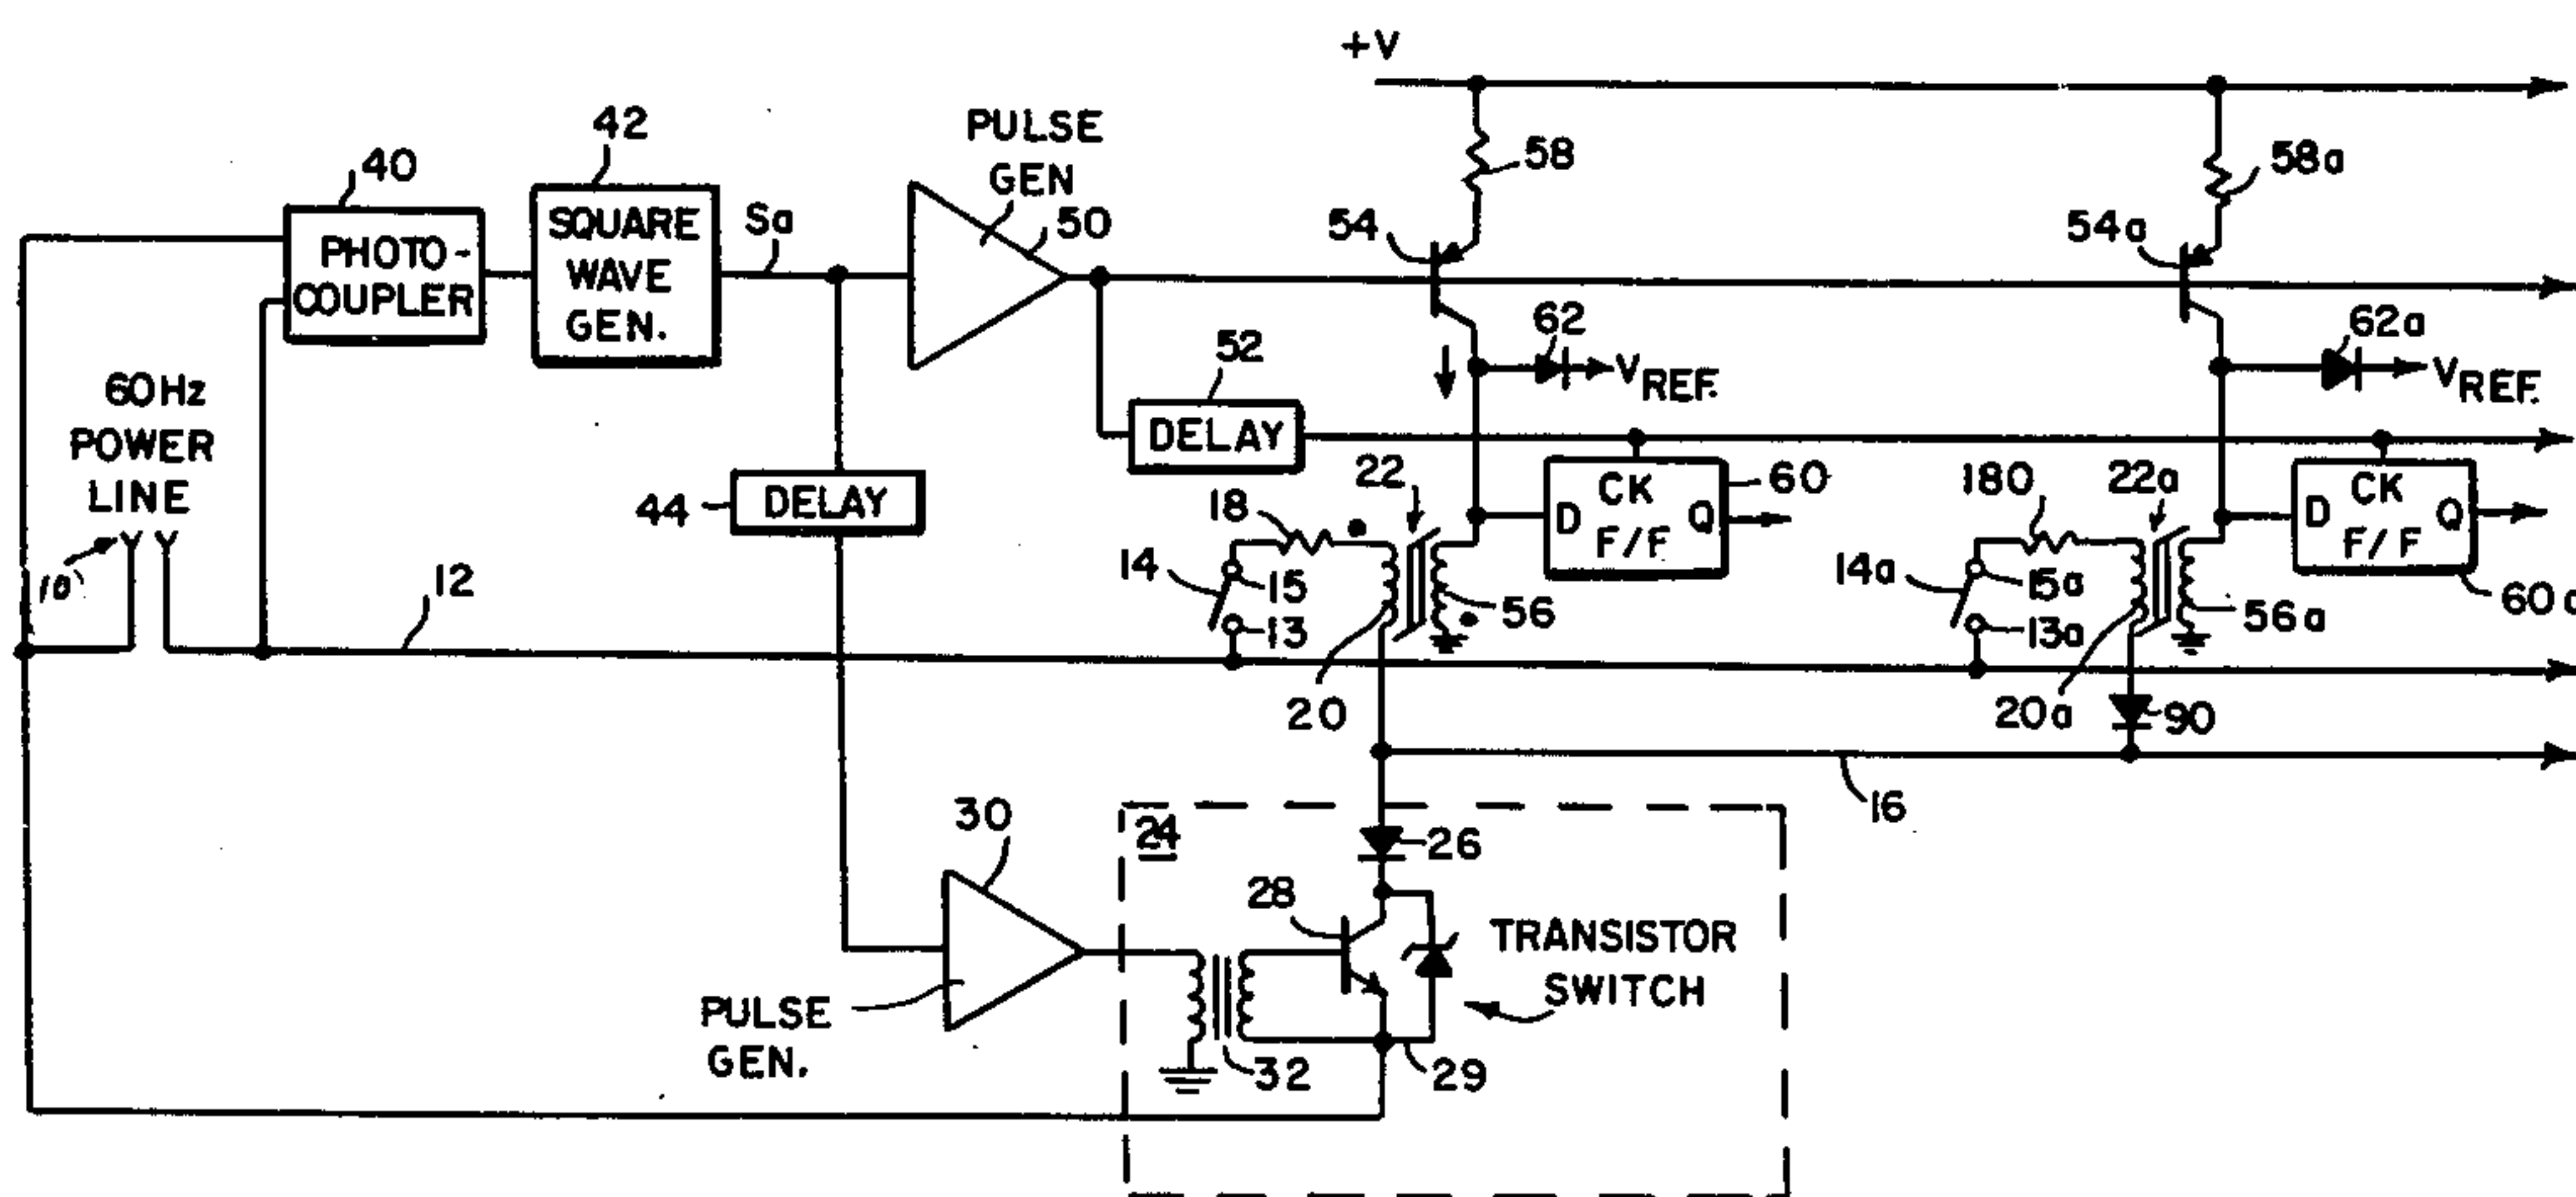 +V
42
PULSE
GEN
40
58
58a
SQUARE
WAVE
GEN.
Sa
50
54
54a
PHOTO-
COUPLER
62
62a
52
VREF.
VREF.
60Hz
POWER
LINE
DELAY
22
CK
60
180
22a
CK
44
DELAY
18
D
Q
F/F
D
Q
F/F
14
15
14a
15a
10
12
13
56
13a
56a
60a
20
20a
90
16
30
24
26
28
TRANSISTOR
SWITCH
PULSE
GEN.
32
29